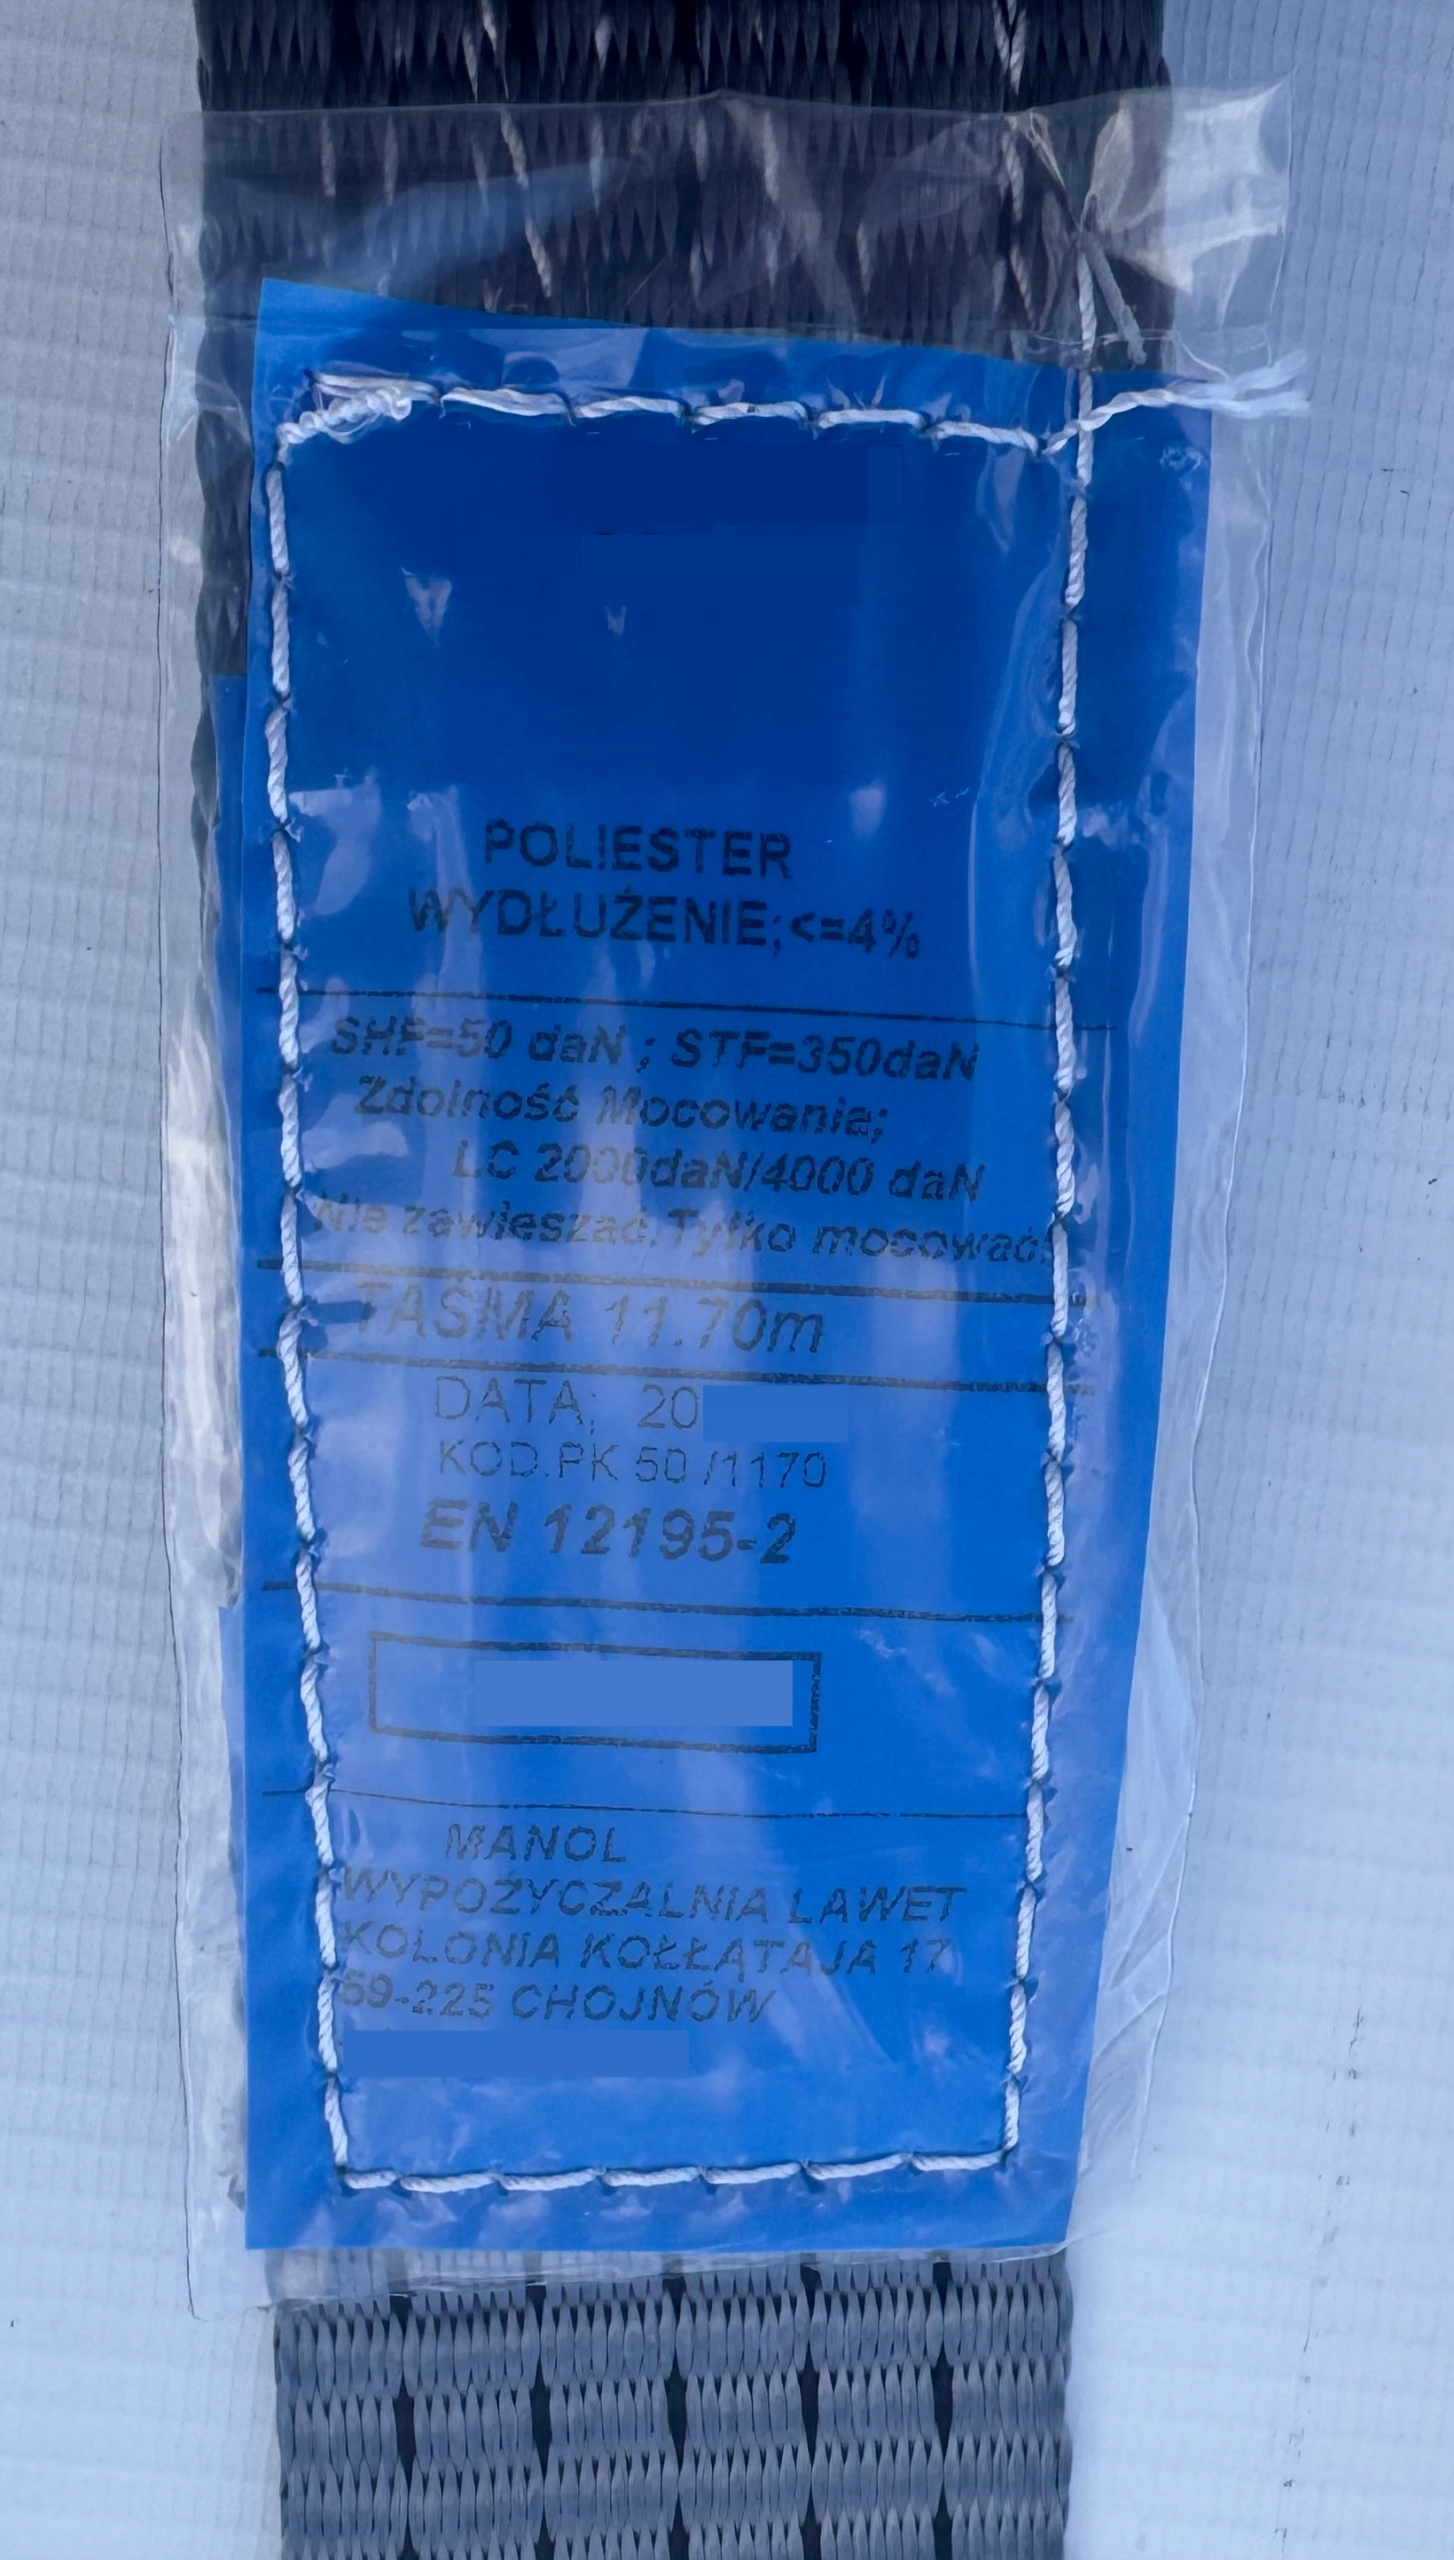 POLIESTER
WYDŁUŻENIE;<=4%
SHF=50 daN ; STF=350daN
Zdolność Mocowania;
LC 2000daN/4000 daN
Nie zawieszać.Tylko mocować!
TAŚMA 11.70m
DATA; 20
KOD.PK 50 /1170
EN 12195-2
MANOL
WYPOŻYCZALNIA LAWET
KOLONIA KOŁŁĄTAJA 17
59-225 CHOJNÓW